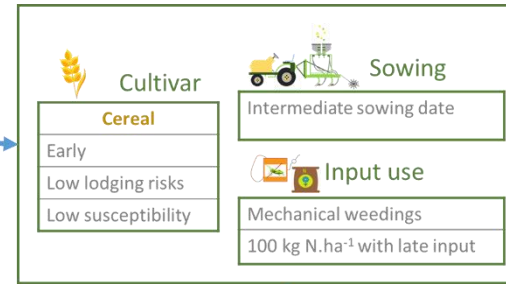 Cultivar
Cereal
Early
Low lodging risks
Low susceptibility
Sowing
Intermediate sowing date
Input use
Mechanical weedings
100 kg N.ha⁻¹ with late input